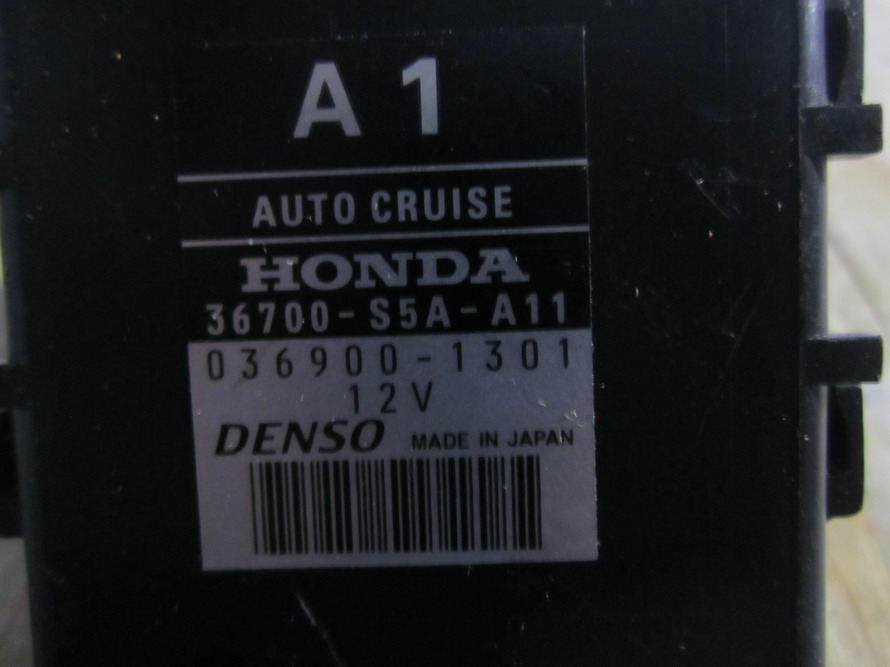 A 1
AUTO CRUISE
HONDA
36700-S5A-A11
036900-1301
12V
DENSO MADE IN JAPAN